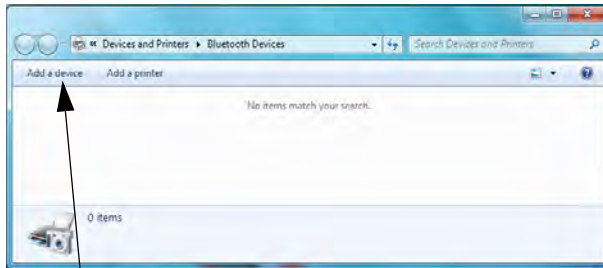 « Devices and Printers ▸ Bluetooth Devices
Search Devices and Printers
Add a device Add a printer
No items match your search.
0 items